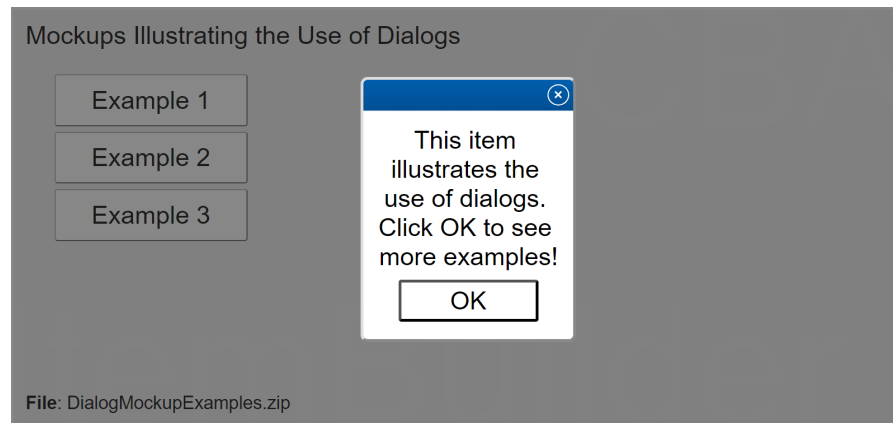 Mockups Illustrating the Use of Dialogs
Example 1
Example 2
Example 3
This item
illustrates the
use of dialogs.
Click OK to see
more examples!
OK
File: DialogMockupExamples.zip